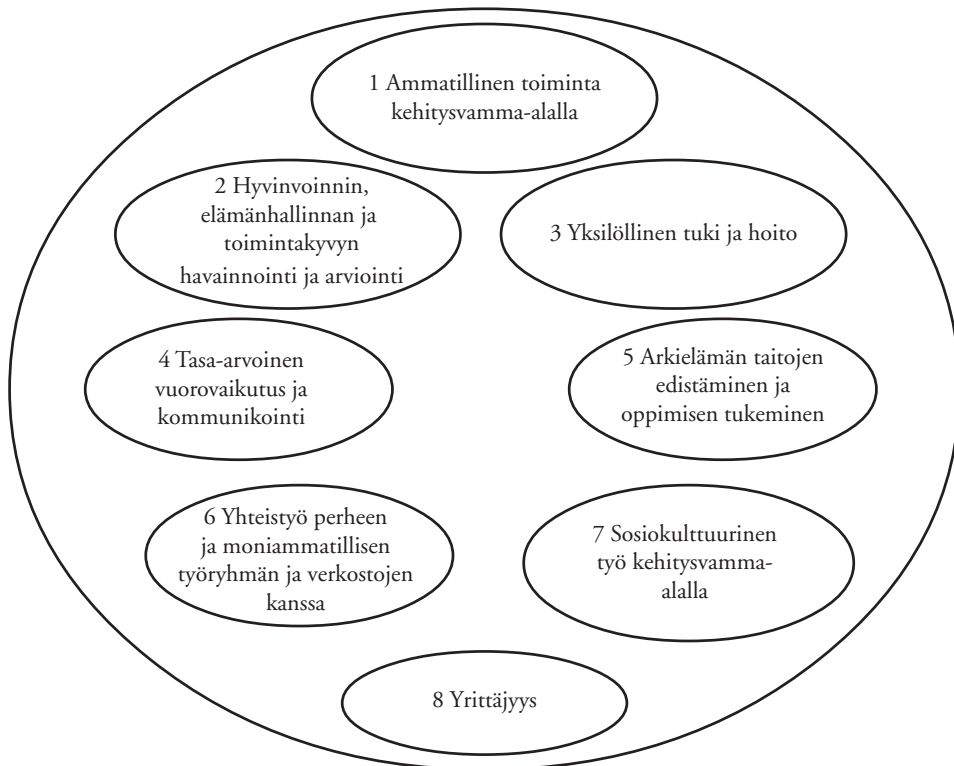 1 Ammatillinen toiminta
kehitysvamma-alalla
2 Hyvinvoinnin,
elämänhallinnan ja
toimintakyvyn
havainnointi ja arviointi
3 Yksilöllinen tuki ja hoito
4 Tasa-arvoinen
vuorovaikutus ja
kommunikointi
5 Arkielämän taitojen
edistäminen ja
oppimisen tukeminen
6 Yhteistyö perheen
ja moniammatillisen
työryhmän ja verkostojen
kanssa
7 Sosiokulttuurinen
työ kehitysvamma-
alalla
8 Yrittäjyys